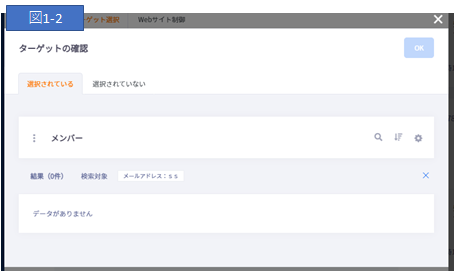 図1-2
ーゲット選択 Webサイト制御
ターゲットの確認
OK
選択されている 選択されていない
メンバー
結果（0件） 検索対象 メールアドレス：ss
データがありません